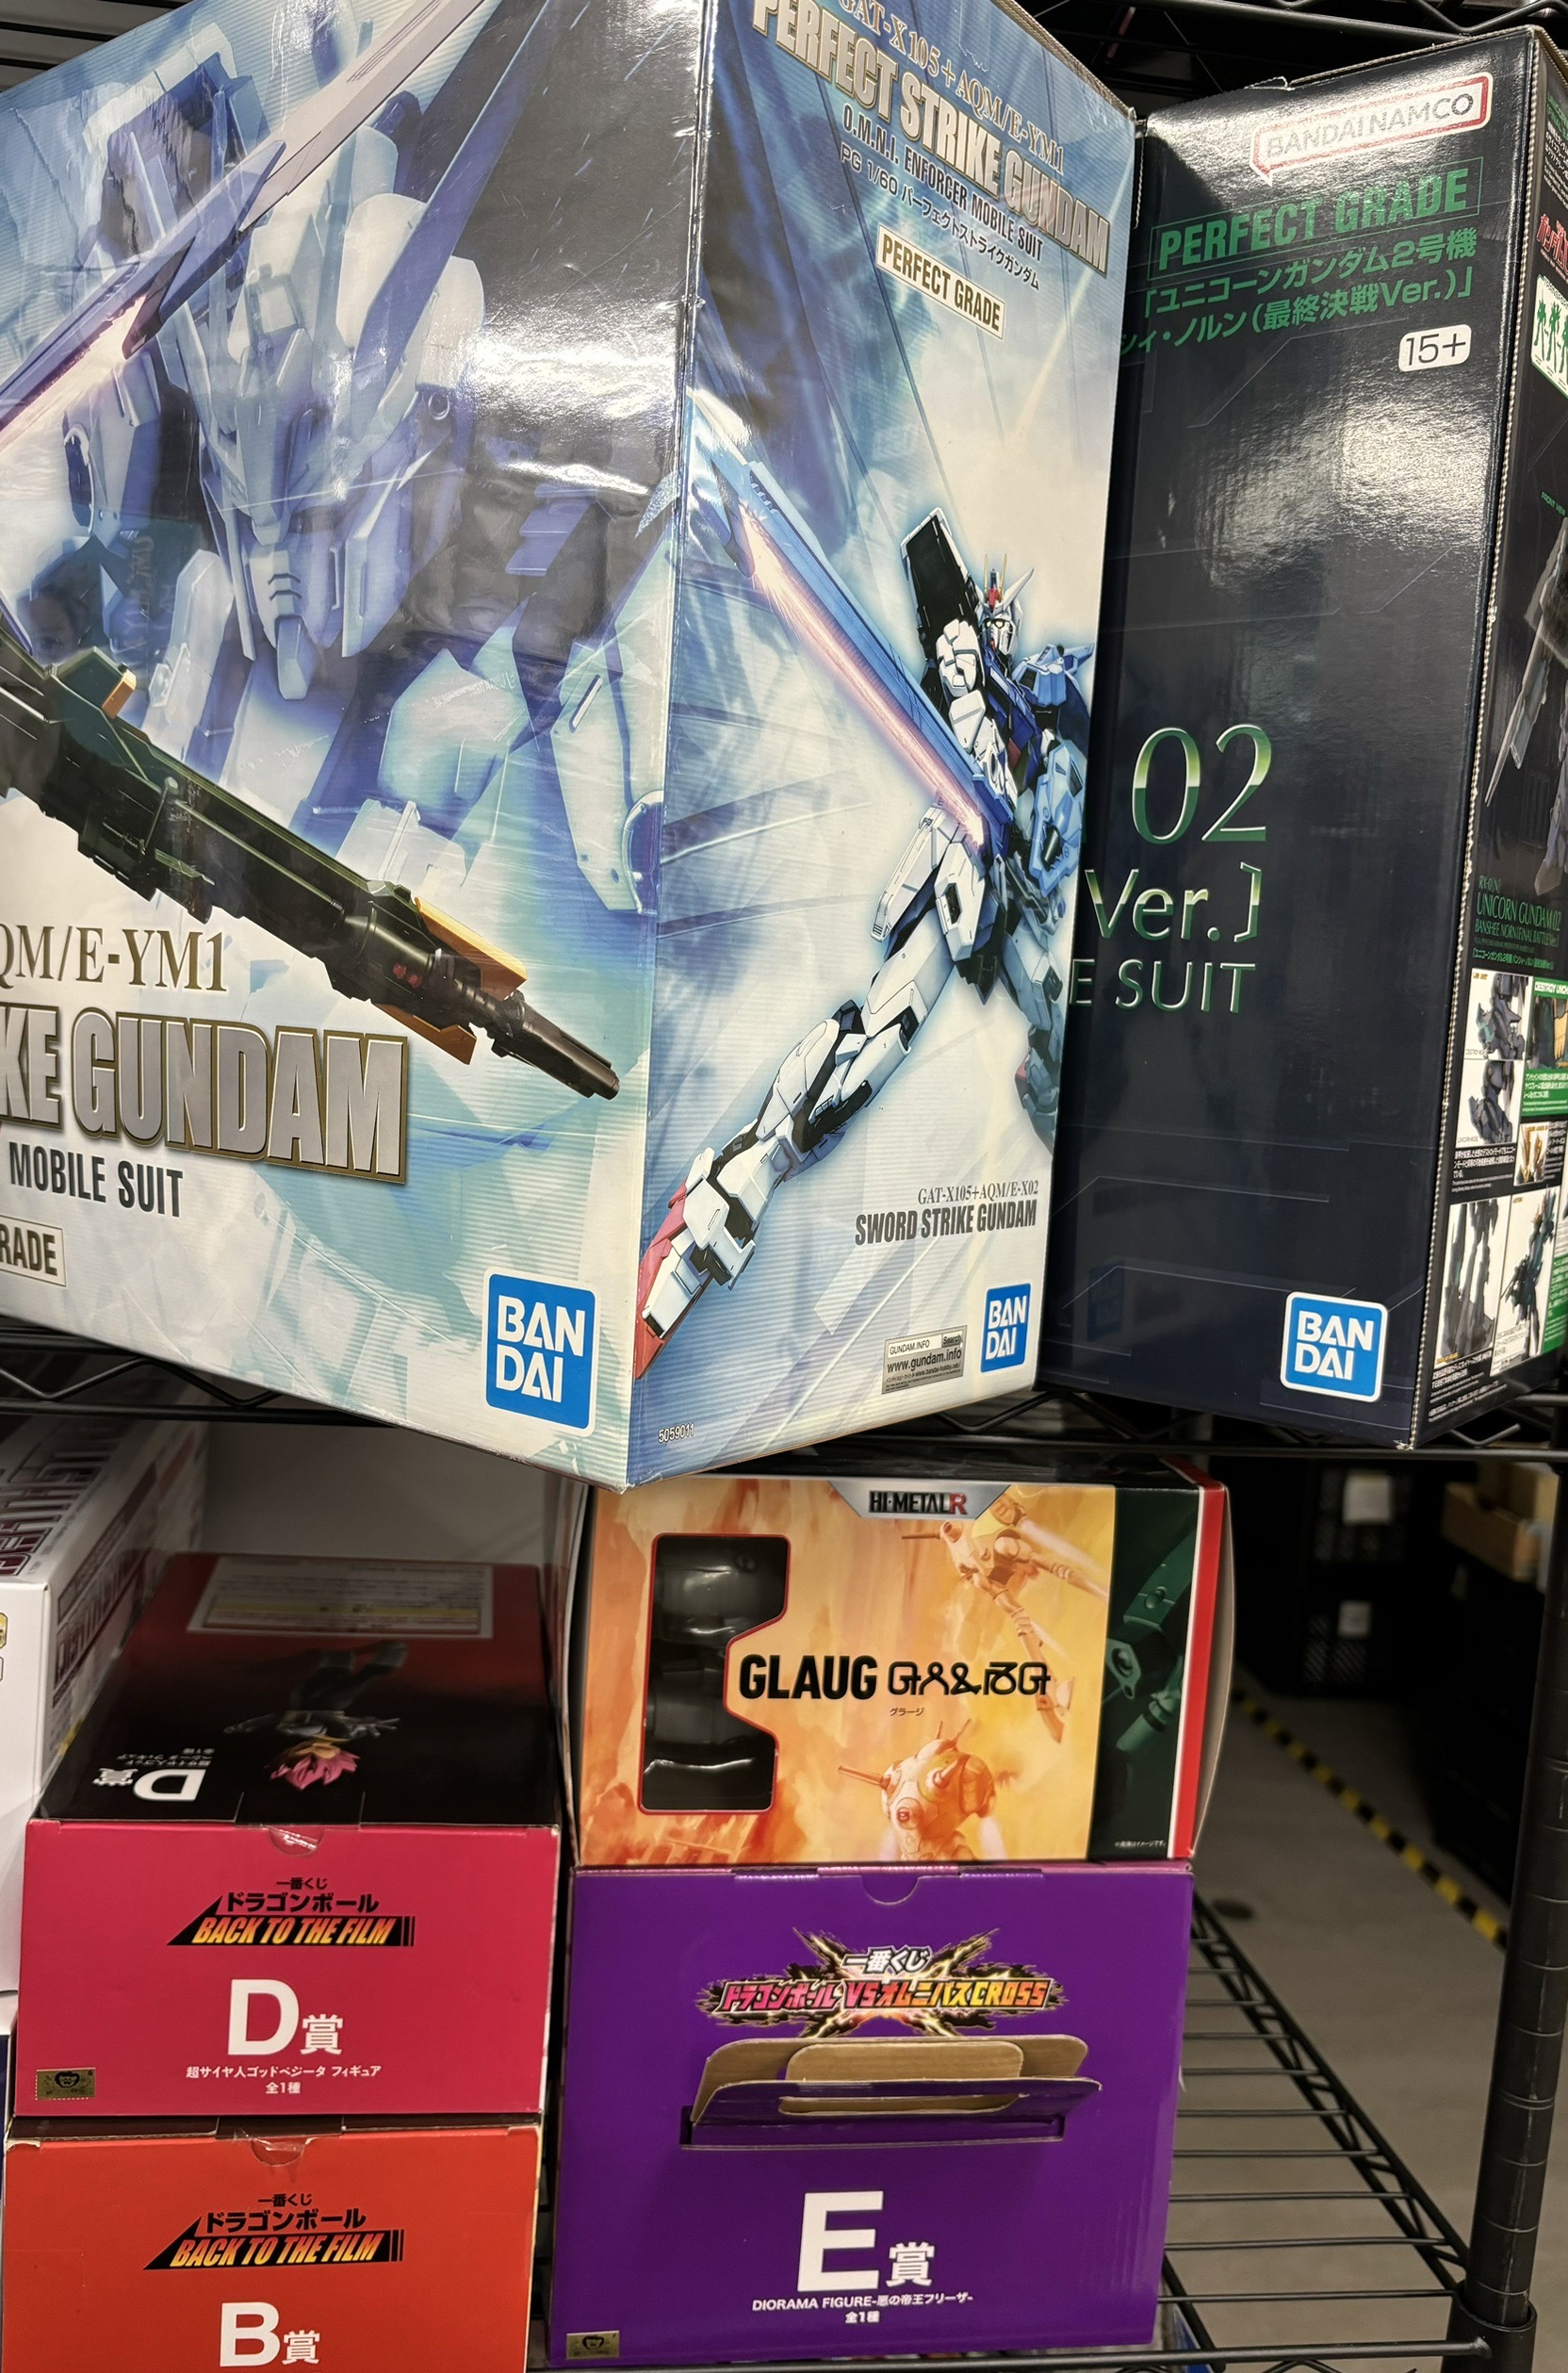 QM/E-YM1
KE GUNDAM
MOBILE SUIT
RADE
BAN
DAI
GAT-X105+AQM/E-YM1
PERFECT STRIKE GUNDAM
O.M.N.I. ENFORCER MOBILE SUIT
PG 1/60 パーフェクトストライクガンダム
PERFECT GRADE
GAT-X105+AQM/E-X02
SWORD STRIKE GUNDAM
GUNDAM.INFO
Search
www.gundam.info
BAN
DAI
5059011
BANDAI NAMCO
PERFECT GRADE
「ユニコーンガンダム2号機
シィ・ノルン(最終決戦Ver.)」
15+
02
Ver.]
E SUIT
BAN
DAI
UNICORN GUNDAM 02
HI-METAL R
GLAUG
グラージ
D賞
一番くじ
ドラゴンボール
BACK TO THE FILM
D賞
超サイヤ人ゴッドベジータ フィギュア
全1種
一番くじ
ドラゴンボール
BACK TO THE FILM
B賞
一番くじ
ドラゴンボール VSオムニバスCROSS
E賞
DIORAMA FIGURE-悪の帝王フリーザ-
全1種